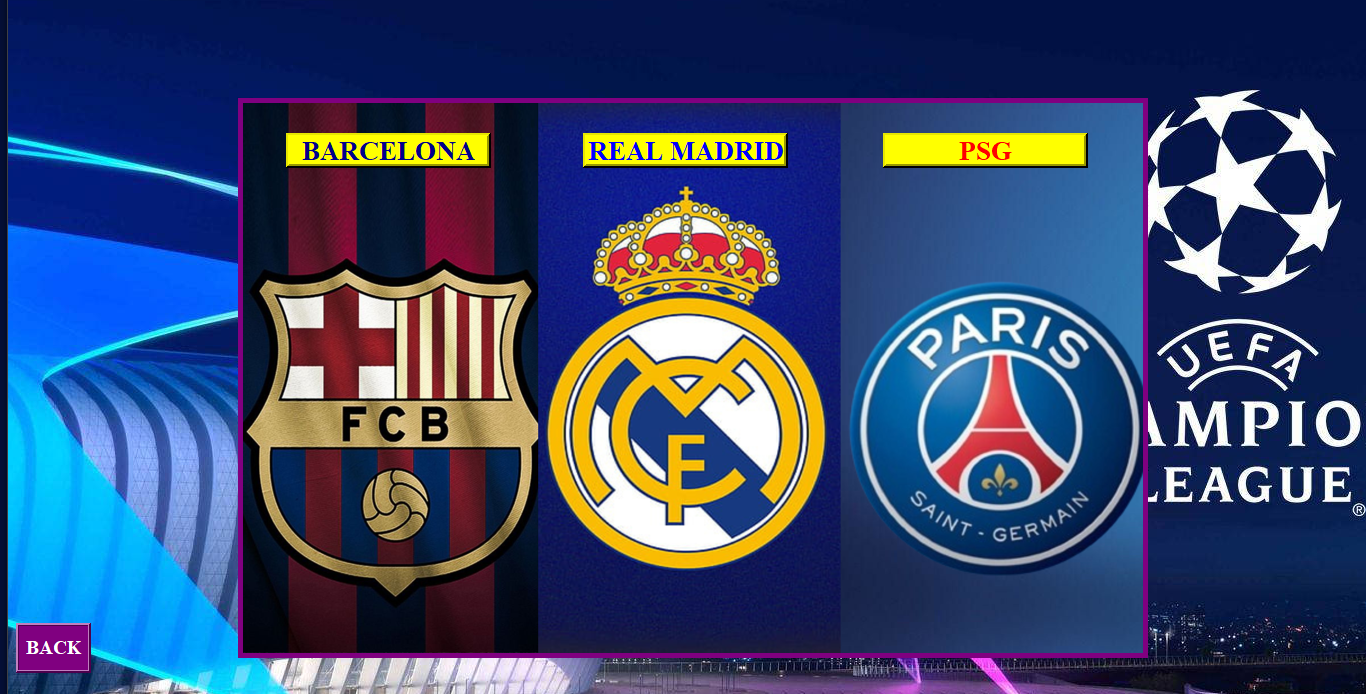 BARCELONA
REAL MADRID
PSG
FCB
PARIS
SAINT - GERMAIN
UEFA
AMPIO
LEAGUE
®
BACK